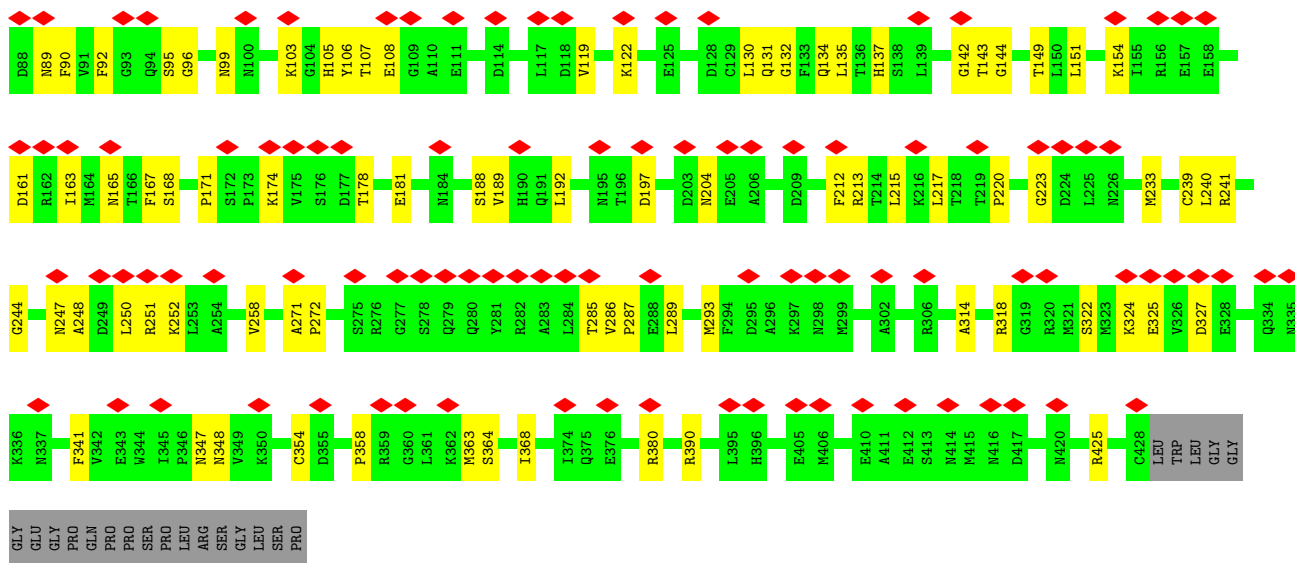 D88 N89 F90 V91 F92 G93 Q94 S95 G96 N99 N100 K103 G104 H105 Y106 T107 E108 G109 A110 E111 D114 L117 D118 V119 K122 E125 D128 C129 L130 Q131 G132 F133 Q134 L135 T136 H137 S138 L139 G142 T143 G144 T149 L150 L151 K154 I155 R156 E157 E158
D161 R162 I163 M164 N165 T166 F167 S168 P171 S172 P173 K174 V175 S176 D177 T178 E181 N184 S188 V189 H190 Q191 L192 N195 T196 D197 D203 N204 E205 A206 D209 F212 R213 T214 L215 K216 L217 T218 T219 P220 G223 D224 L225 N226 M233 C239 L240 R241
G244 N247 A248 D249 L250 R251 K252 L253 A254 V258 A271 P272 S275 R276 G277 S278 Q279 Q280 Y281 R282 A283 L284 T285 V286 P287 E288 L289 M293 F294 D295 A296 K297 N298 M299 A302 R306 A314 R318 G319 R320 M321 S322 M323 K324 E325 V326 D327 E328 Q334 N335
K336 N337 F341 V342 E343 W344 I345 P346 N347 N348 V349 K350 C354 D355 P358 R359 G360 L361 K362 M363 S364 I368 I374 Q375 E376 R380 R390 L395 H396 E405 M406 E410 A411 E412 S413 N414 M415 N416 D417 N420 R425 C428 LEU TRP LEU GLY GLY
GLY GLU GLY PRO GLN PRO PRO SER PRO LEU ARG SER GLY LEU SER PRO